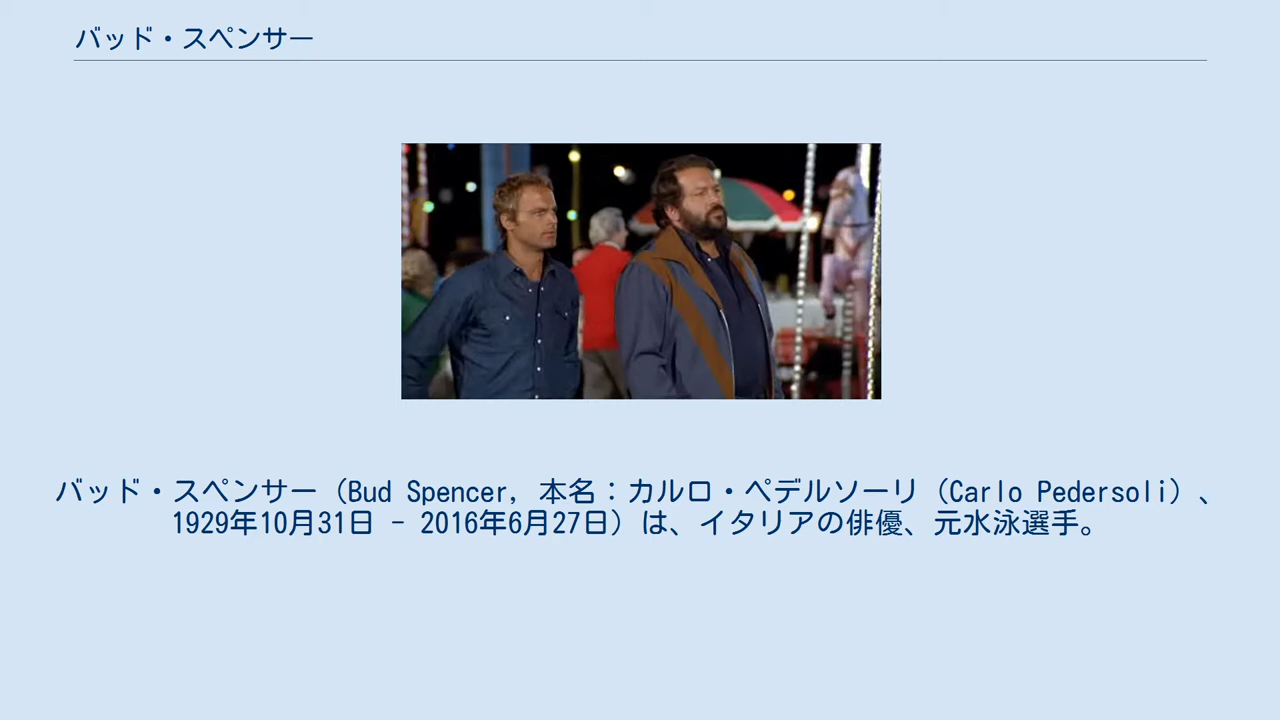 バッド・スペンサー
バッド・スペンサー（Bud Spencer, 本名：カルロ・ペデルソーリ（Carlo Pedersoli）、
1929年10月31日 - 2016年6月27日）は、イタリアの俳優、元水泳選手。